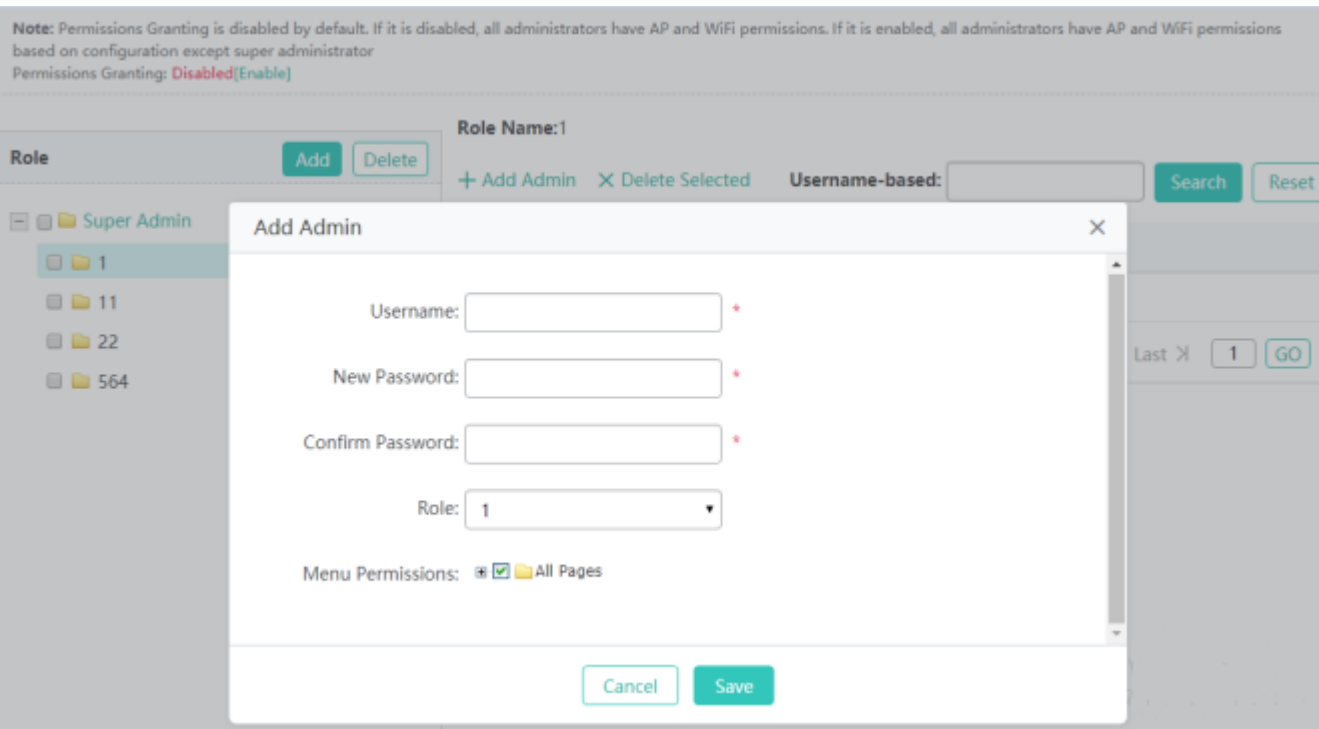 Note: Permissions Granting is disabled by default. If it is disabled, all administrators have AP and WiFi permissions. If it is enabled, all administrators have AP and WiFi permissions
based on configuration except super administrator
Permissions Granting: Disabled[Enable]
Role Name:1
Role Add Delete
+ Add Admin X Delete Selected Username-based: Search Reset
Super Admin
1
11
22
564
Last 1 GO
Add Admin
Username: *
New Password: *
Confirm Password: *
Role: 1
Menu Permissions: All Pages
Cancel Save